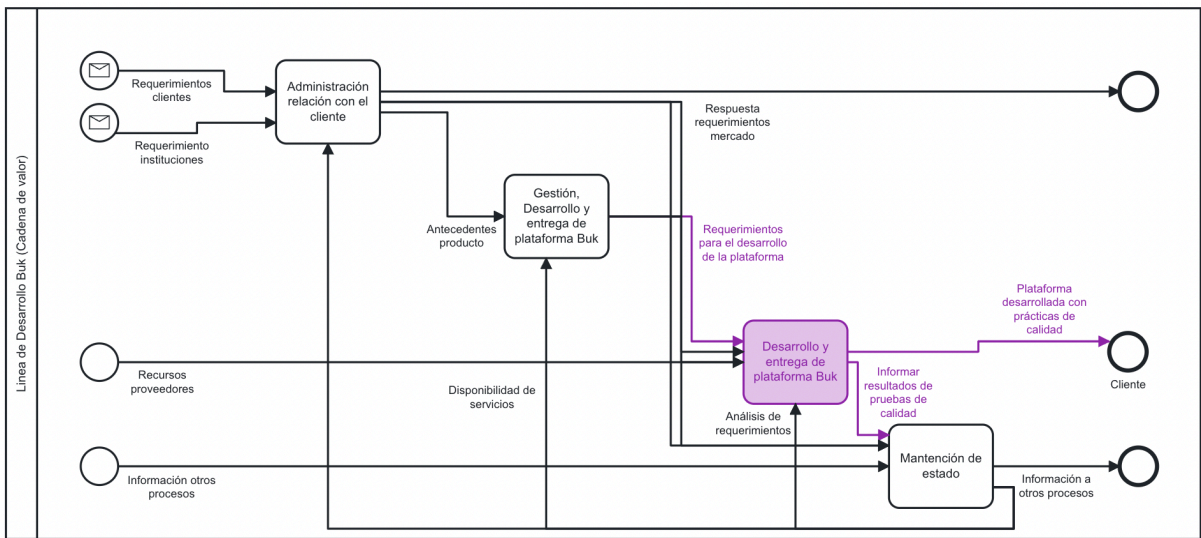 Linea de Desarrollo Buk (Cadena de valor)
Requerimientos
clientes
Requerimiento
instituciones
Administración
relación con el
cliente
Respuesta
requerimientos
mercado
Antecedentes
producto
Gestión,
Desarrollo y
entrega de
plataforma Buk
Requerimientos
para el desarrollo
de la plataforma
Plataforma
desarrollada con
prácticas de
calidad
Recursos
proveedores
Disponibilidad de
servicios
Desarrollo y
entrega de
plataforma Buk
Informar
resultados de
pruebas de
calidad
Cliente
Análisis de
requerimientos
Información otros
procesos
Mantención de
estado
Información a
otros procesos